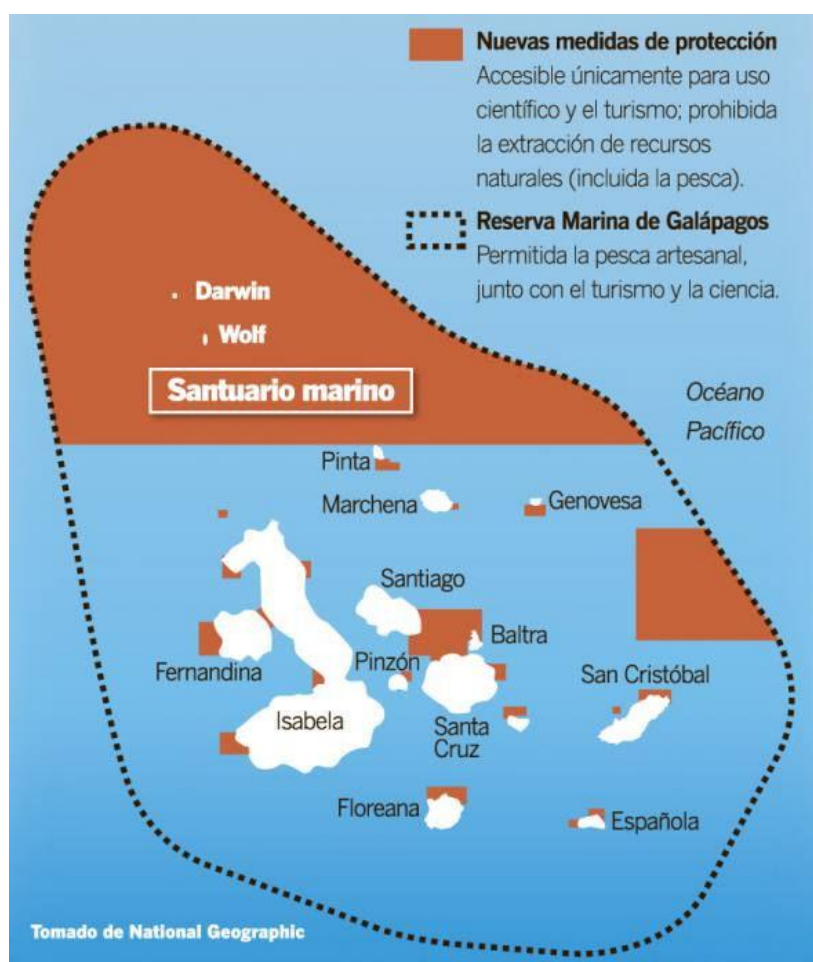 Nuevas medidas de protección
Accesible únicamente para uso
científico y el turismo; prohibida
la extracción de recursos
naturales (incluida la pesca).
Reserva Marina de Galápagos
Permitida la pesca artesanal,
junto con el turismo y la ciencia.
Darwin
Wolf
Santuario marino
Océano
Pacífico
Pinta
Marchena
Genovesa
Santiago
Baltra
Fernandina
Pinzón
San Cristóbal
Isabela
Santa
Cruz
Floreana
Española
Tomado de National Geographic